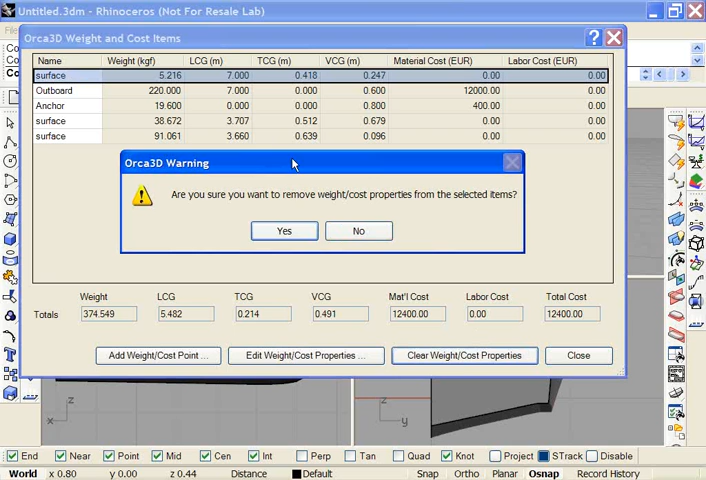 Untitled.3dm - Rhinoceros (Not For Resale Lab)
Orca3D Weight and Cost Items
Name Weight (kgf) LCG (m) TCG (m) VCG (m) Material Cost (EUR) Labor Cost (EUR)
surface 5.216 7.000 0.418 0.247 0.00 0.00
Outboard 220.000 7.000 0.000 0.600 12000.00 0.00
Anchor 19.600 0.000 0.000 0.800 400.00 0.00
surface 38.672 3.707 0.512 0.679 0.00 0.00
surface 91.061 3.660 0.639 0.096 0.00 0.00
Orca3D Warning
Are you sure you want to remove weight/cost properties from the selected items?
Yes No
Weight LCG TCG VCG Mat'l Cost Labor Cost Total Cost
Totals 374.549 5.482 0.214 0.491 12400.00 0.00 12400.00
Add Weight/Cost Point ... Edit Weight/Cost Properties ... Clear Weight/Cost Properties Close
z
x
z
y
End Near Point Mid Cen Int Perp Tan Quad Knot Project STrack Disable
World x 0.80 y 0.00 z 0.44 Distance Default Snap Ortho Planar Osnap Record History